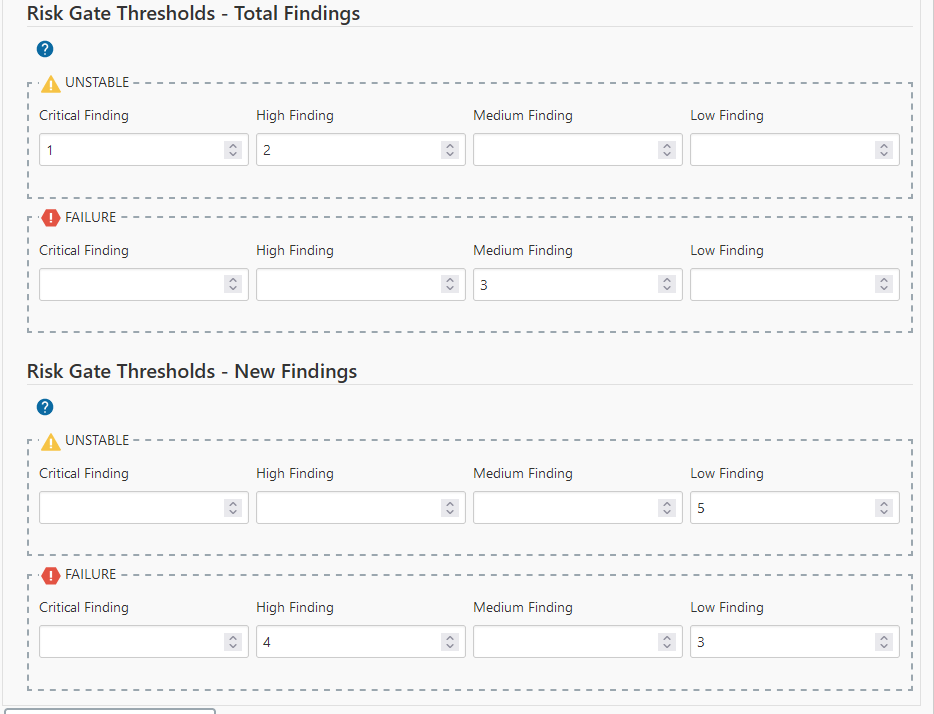 Risk Gate Thresholds - Total Findings
?
UNSTABLE
Critical Finding High Finding Medium Finding Low Finding
1 2
FAILURE
Critical Finding High Finding Medium Finding Low Finding
3
Risk Gate Thresholds - New Findings
?
UNSTABLE
Critical Finding High Finding Medium Finding Low Finding
5
FAILURE
Critical Finding High Finding Medium Finding Low Finding
4 3